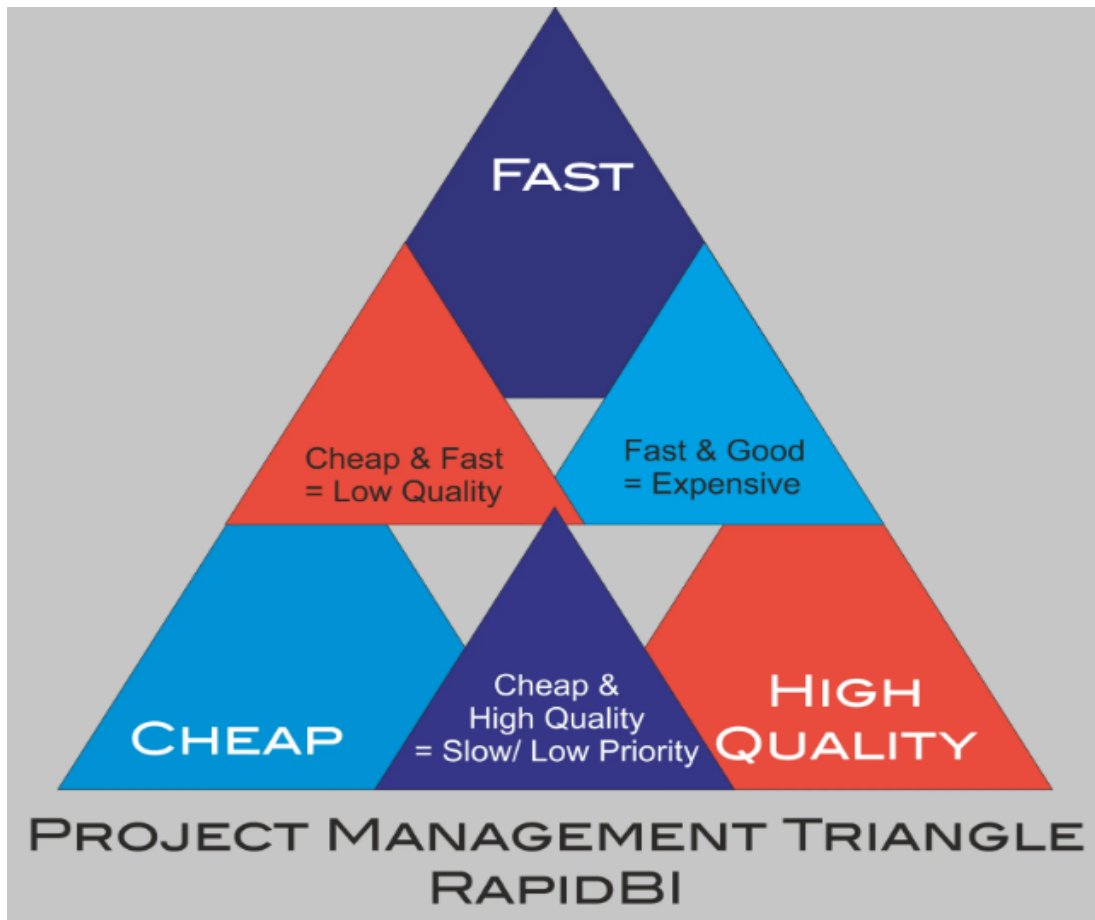 FAST
Cheap & Fast
= Low Quality
Fast & Good
= Expensive
CHEAP
Cheap &
High Quality
= Slow/ Low Priority
HIGH
QUALITY
PROJECT MANAGEMENT TRIANGLE
RAPIDBI